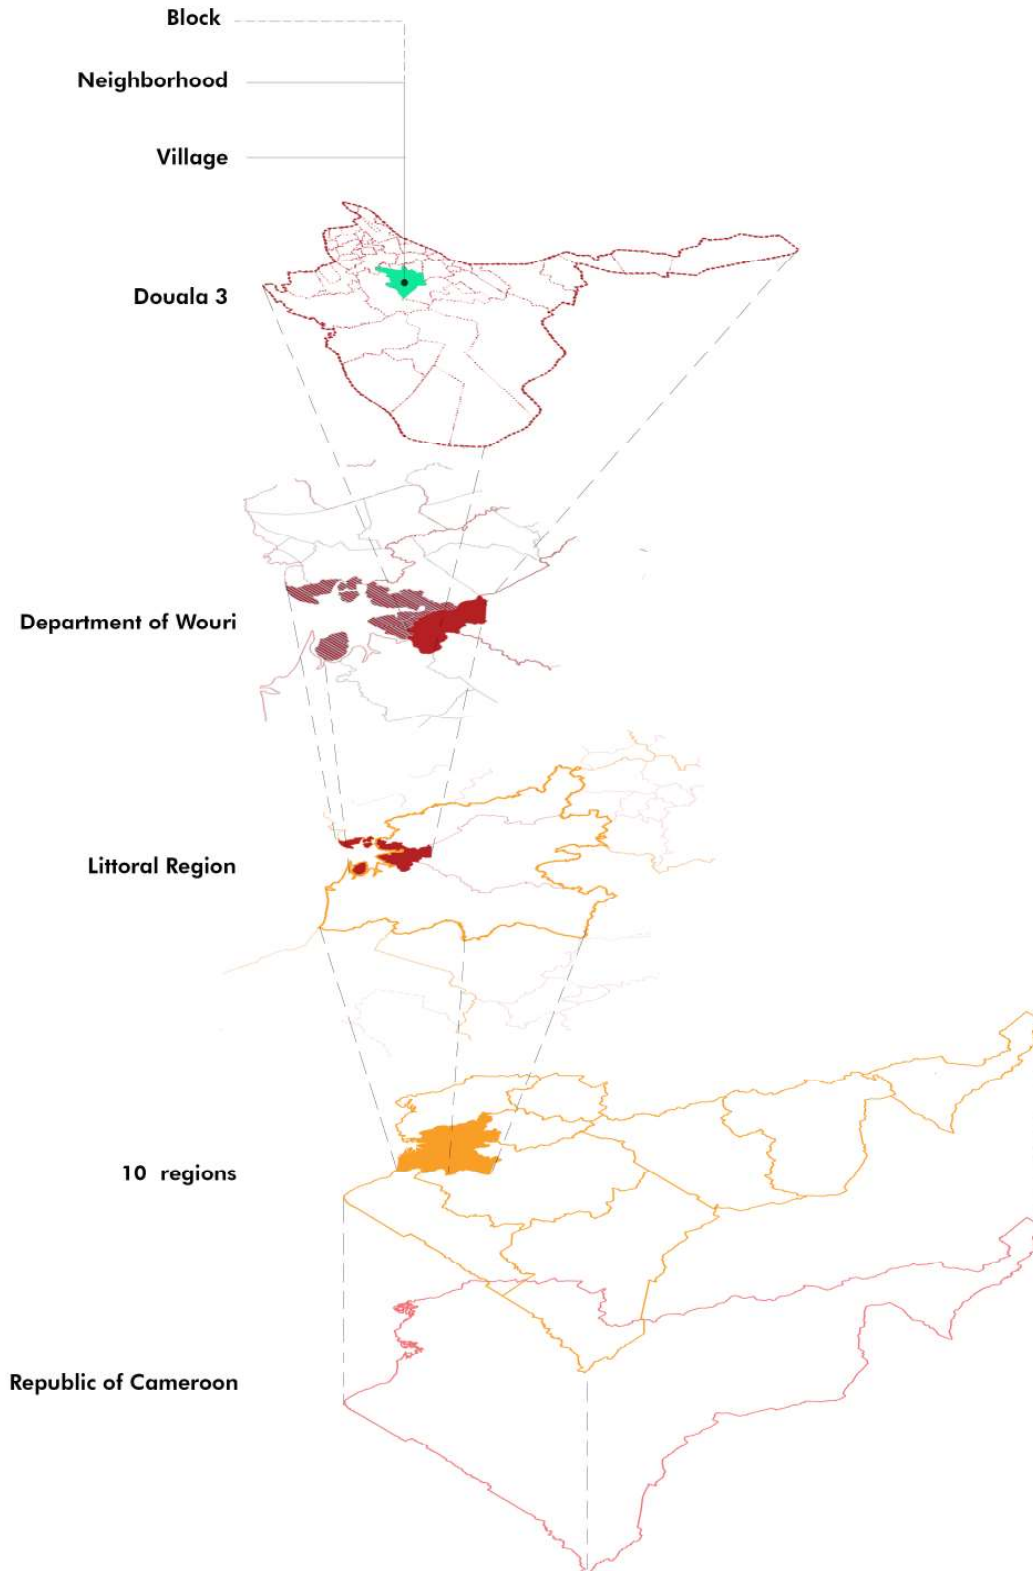 Block
Neighborhood
Village
Douala 3
Department of Wouri
Littoral Region
10 regions
Republic of Cameroon